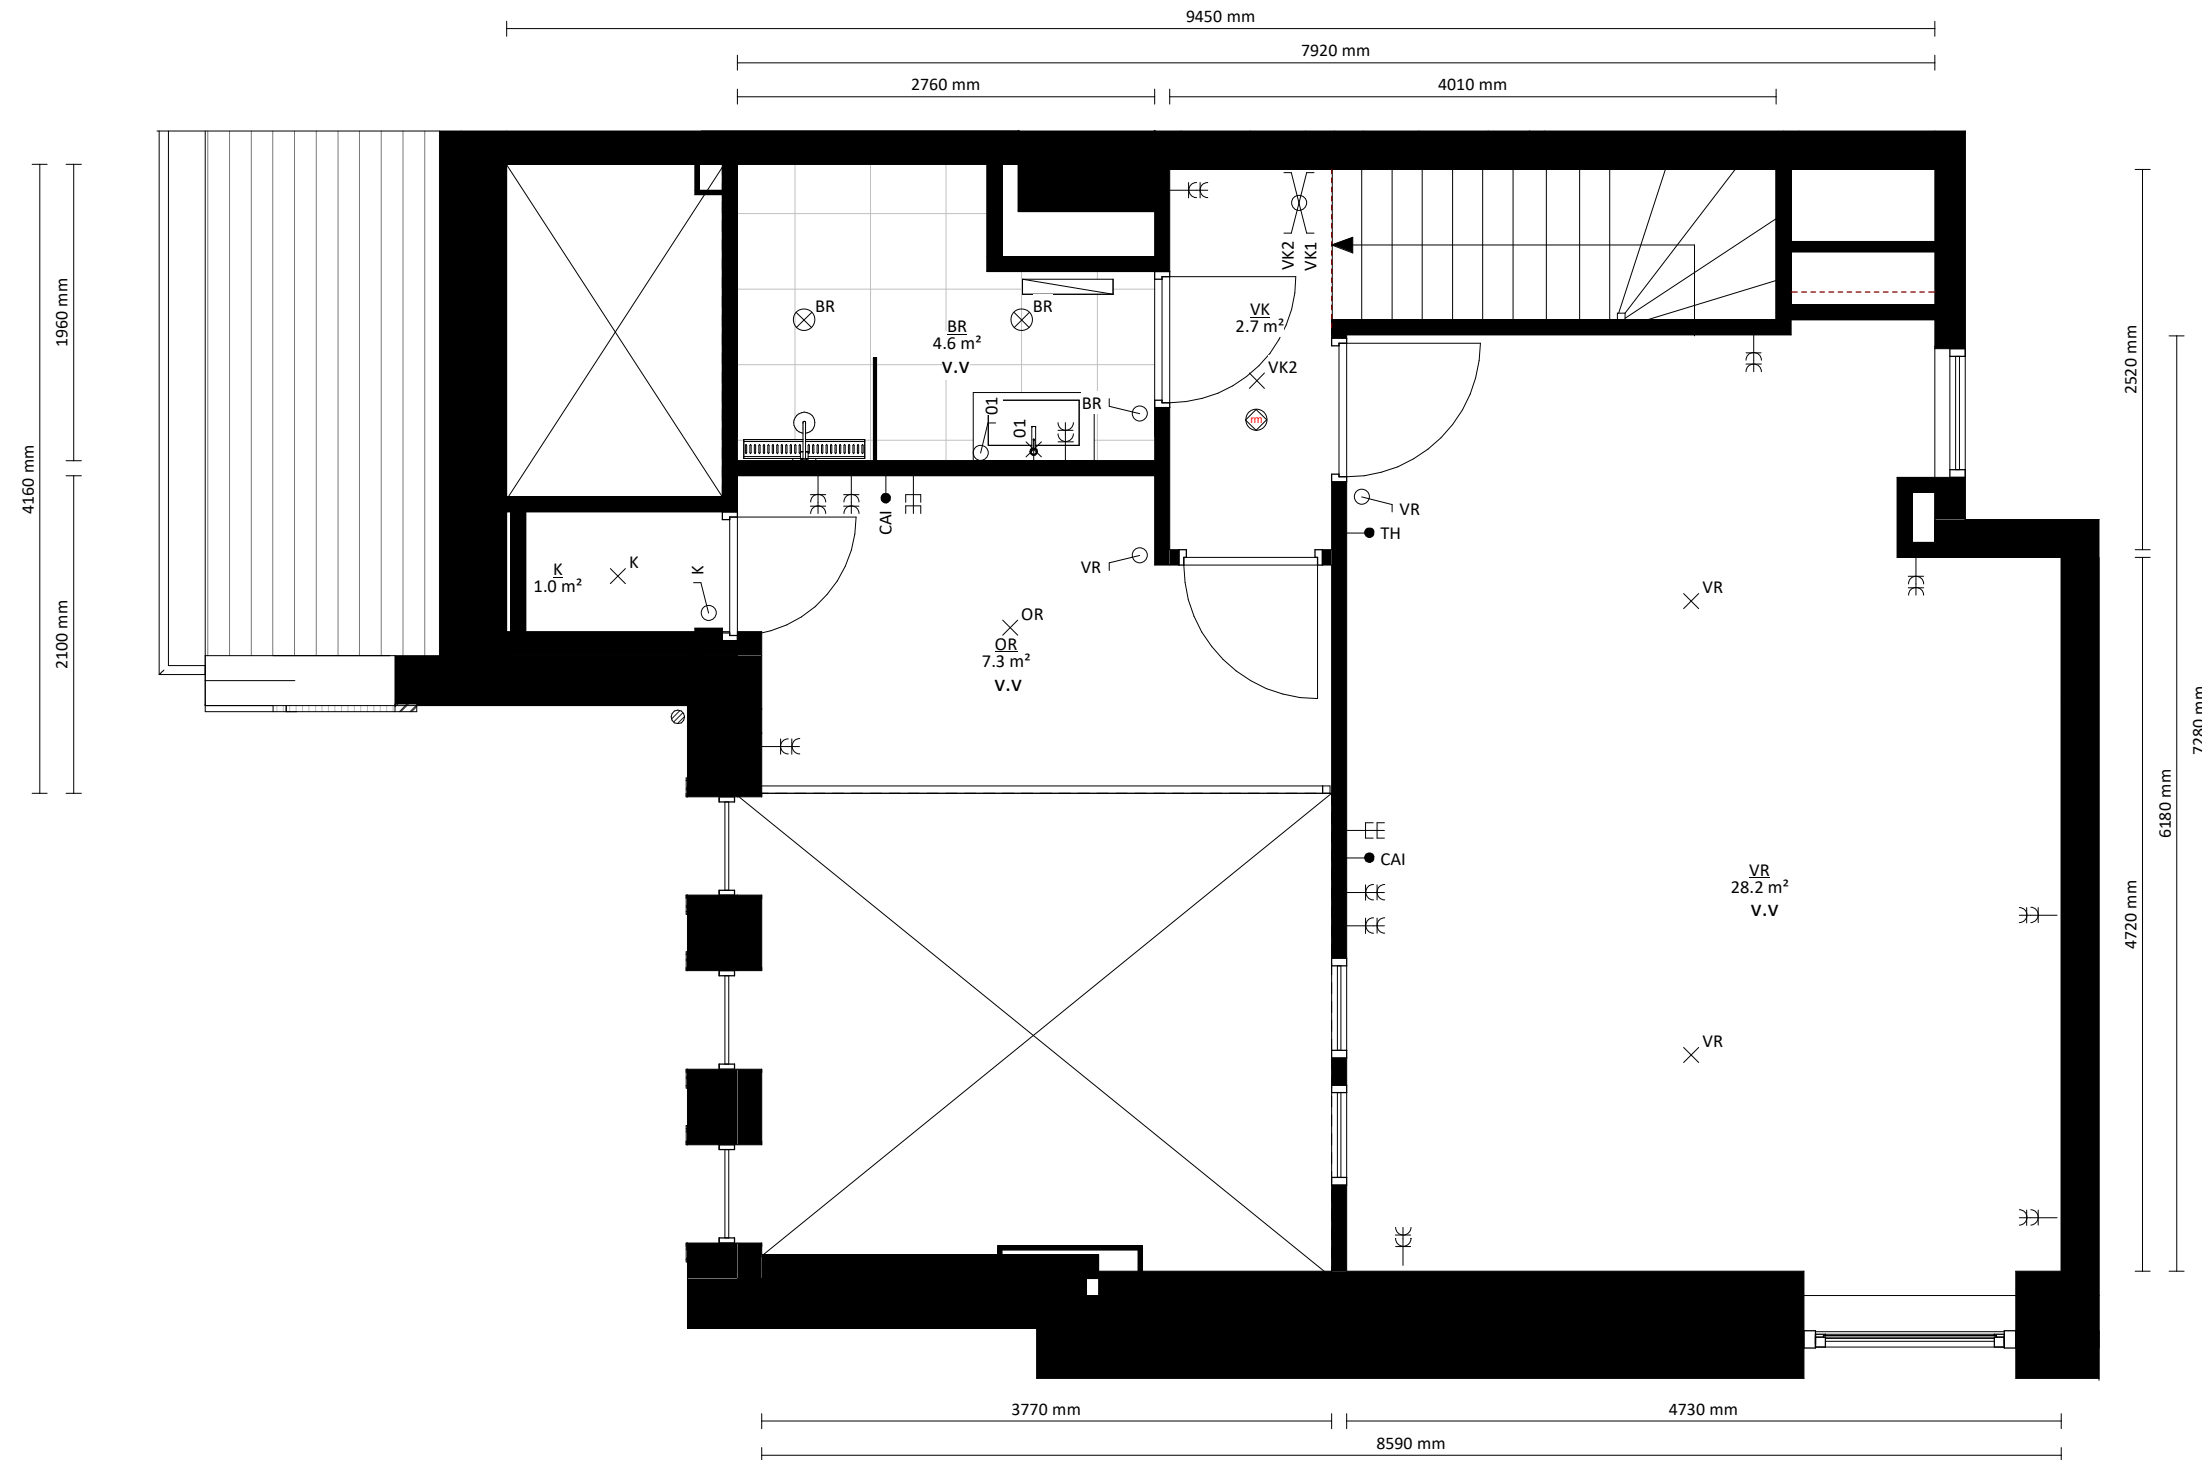 9450 mm
7920 mm
2760 mm
4010 mm
VK2
VK1
BR
BR
BR
4.6 m²
v.v
VK
2.7 m²
1960 mm
2520 mm
VK2
01
01
BR
rm
4160 mm
VR
TH
CAI
VR
K
1.0 m²
K
K
VR
OR
OR
7.3 m²
v.v
2100 mm
7280 mm
6180 mm
CAI
VR
28.2 m²
v.v
4720 mm
VR
3770 mm
4730 mm
8590 mm